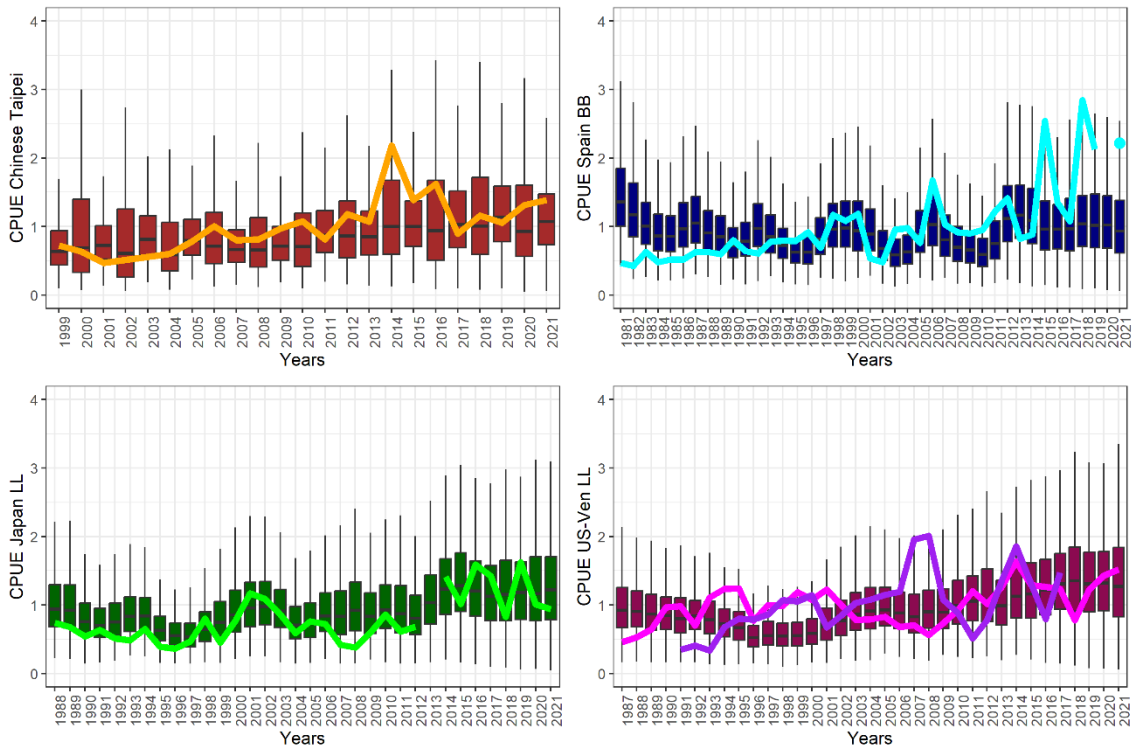 CPUE Chinese Taipei
4
3
2
1
0
1999 2000 2001 2002 2003 2004 2005 2006 2007 2008 2009 2010 2011 2012 2013 2014 2015 2016 2017 2018 2019 2020 2021
Years
CPUE Spain BB
4
3
2
1
0
1981 1982 1983 1984 1985 1986 1987 1988 1989 1990 1991 1992 1993 1994 1995 1996 1997 1998 1999 2000 2001 2002 2003 2004 2005 2006 2007 2008 2009 2010 2011 2012 2013 2014 2015 2016 2017 2018 2019 2020 2021
Years
CPUE Japan LL
4
3
2
1
0
1988 1989 1990 1991 1992 1993 1994 1995 1996 1997 1998 1999 2000 2001 2002 2003 2004 2005 2006 2007 2008 2009 2010 2011 2012 2013 2014 2015 2016 2017 2018 2019 2020 2021
Years
CPUE US-Ven LL
4
3
2
1
0
1987 1988 1989 1990 1991 1992 1993 1994 1995 1996 1997 1998 1999 2000 2001 2002 2003 2004 2005 2006 2007 2008 2009 2010 2011 2012 2013 2014 2015 2016 2017 2018 2019 2020 2021
Years